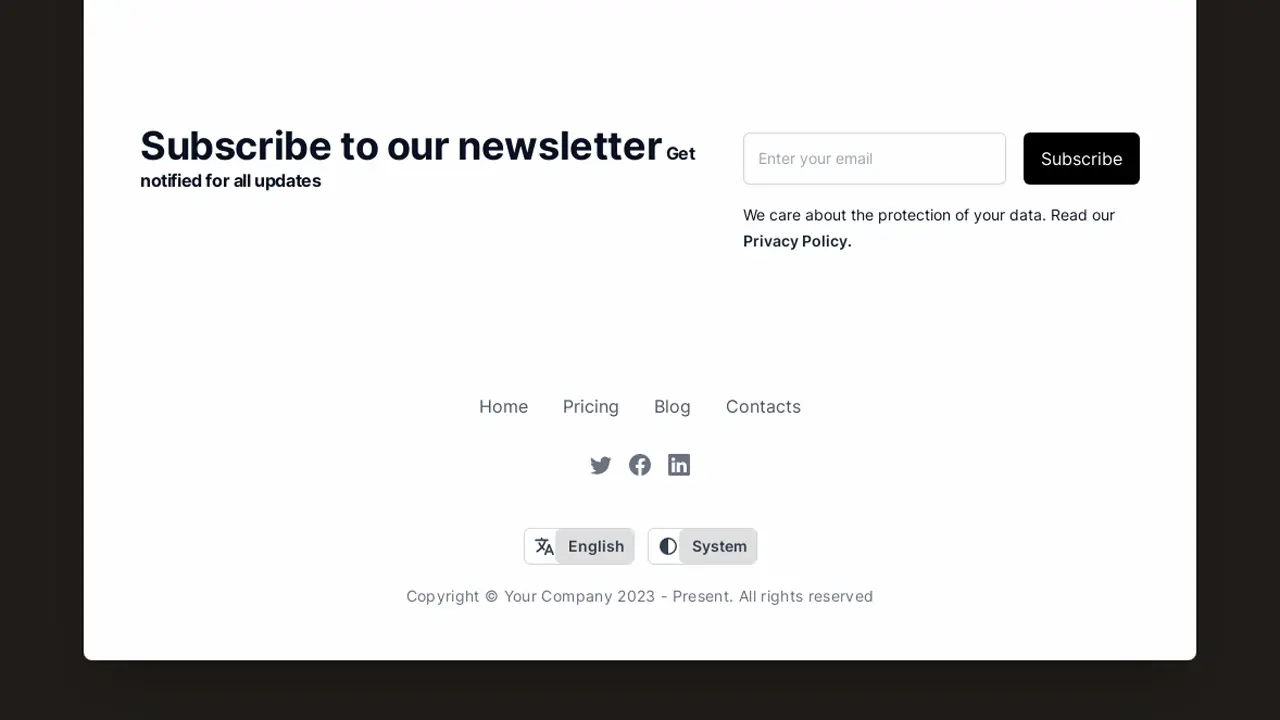 Subscribe to our newsletter Get
notified for all updates
Enter your email
Subscribe
We care about the protection of your data. Read our
Privacy Policy.
Home Pricing Blog Contacts
English System
Copyright © Your Company 2023 - Present. All rights reserved